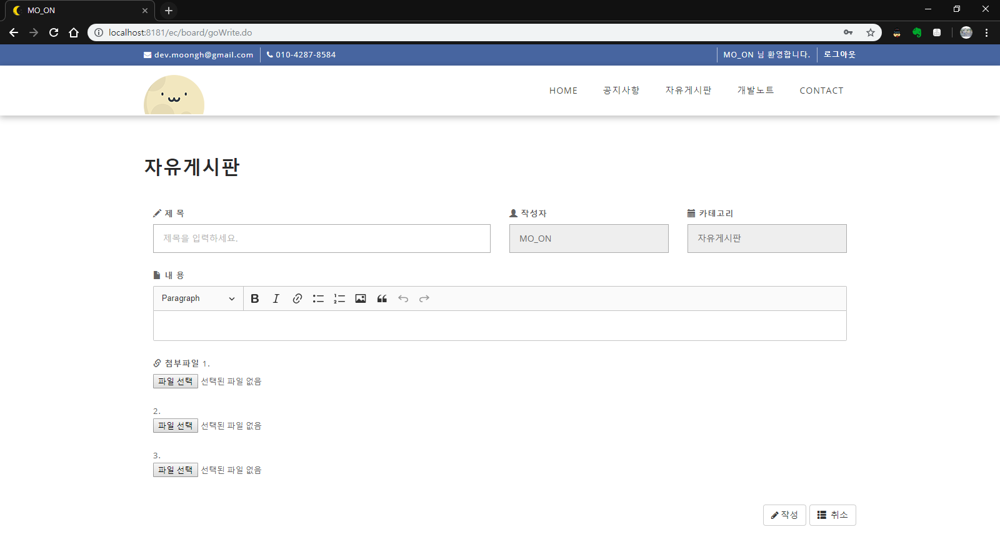 MO_ON
localhost:8181/ec/board/goWrite.do
dev.moongh@gmail.com 010-4287-8584 MO_ON 님 환영합니다. 로그아웃
HOME 공지사항 자유게시판 개발노트 CONTACT
자유게시판
제 목 작성자 카테고리
제목을 입력하세요. MO_ON 자유게시판
내 용
Paragraph
첨부파일 1.
파일 선택 선택된 파일 없음
2.
파일 선택 선택된 파일 없음
3.
파일 선택 선택된 파일 없음
작성 취소